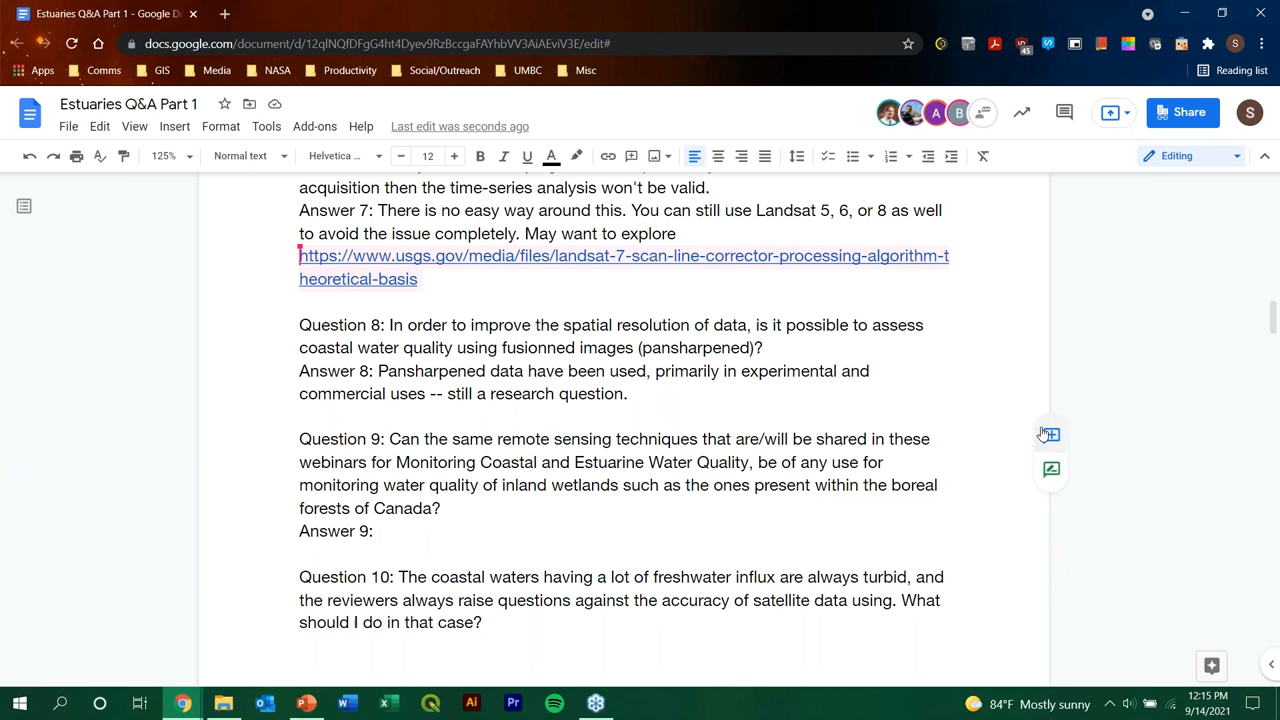 Estuaries Q&A Part 1 - Google D
docs.google.com/document/d/12qlNQfDFgG4ht4Dyev9RzBccgaFAYhbVV3AiAEviV3E/edit#
45
S
Apps
Comms
GIS
Media
NASA
Productivity
Social/Outreach
UMBC
Misc
Reading list
Estuaries Q&A Part 1
A
B
Share
S
File
Edit
View
Insert
Format
Tools
Add-ons
Help
Last edit was seconds ago
125%
Normal text
Helvetica ...
12
B
I
U
A
Editing
acquisition then the time-series analysis won't be valid.
Answer 7: There is no easy way around this. You can still use Landsat 5, 6, or 8 as well
to avoid the issue completely. May want to explore
https://www.usgs.gov/media/files/landsat-7-scan-line-corrector-processing-algorithm-t
heoretical-basis
Question 8: In order to improve the spatial resolution of data, is it possible to assess
coastal water quality using fusionned images (pansharpened)?
Answer 8: Pansharpened data have been used, primarily in experimental and
commercial uses -- still a research question.
Question 9: Can the same remote sensing techniques that are/will be shared in these
webinars for Monitoring Coastal and Estuarine Water Quality, be of any use for
monitoring water quality of inland wetlands such as the ones present within the boreal
forests of Canada?
Answer 9:
Question 10: The coastal waters having a lot of freshwater influx are always turbid, and
the reviewers always raise questions against the accuracy of satellite data using. What
should I do in that case?
84°F Mostly sunny
12:15 PM
9/14/2021